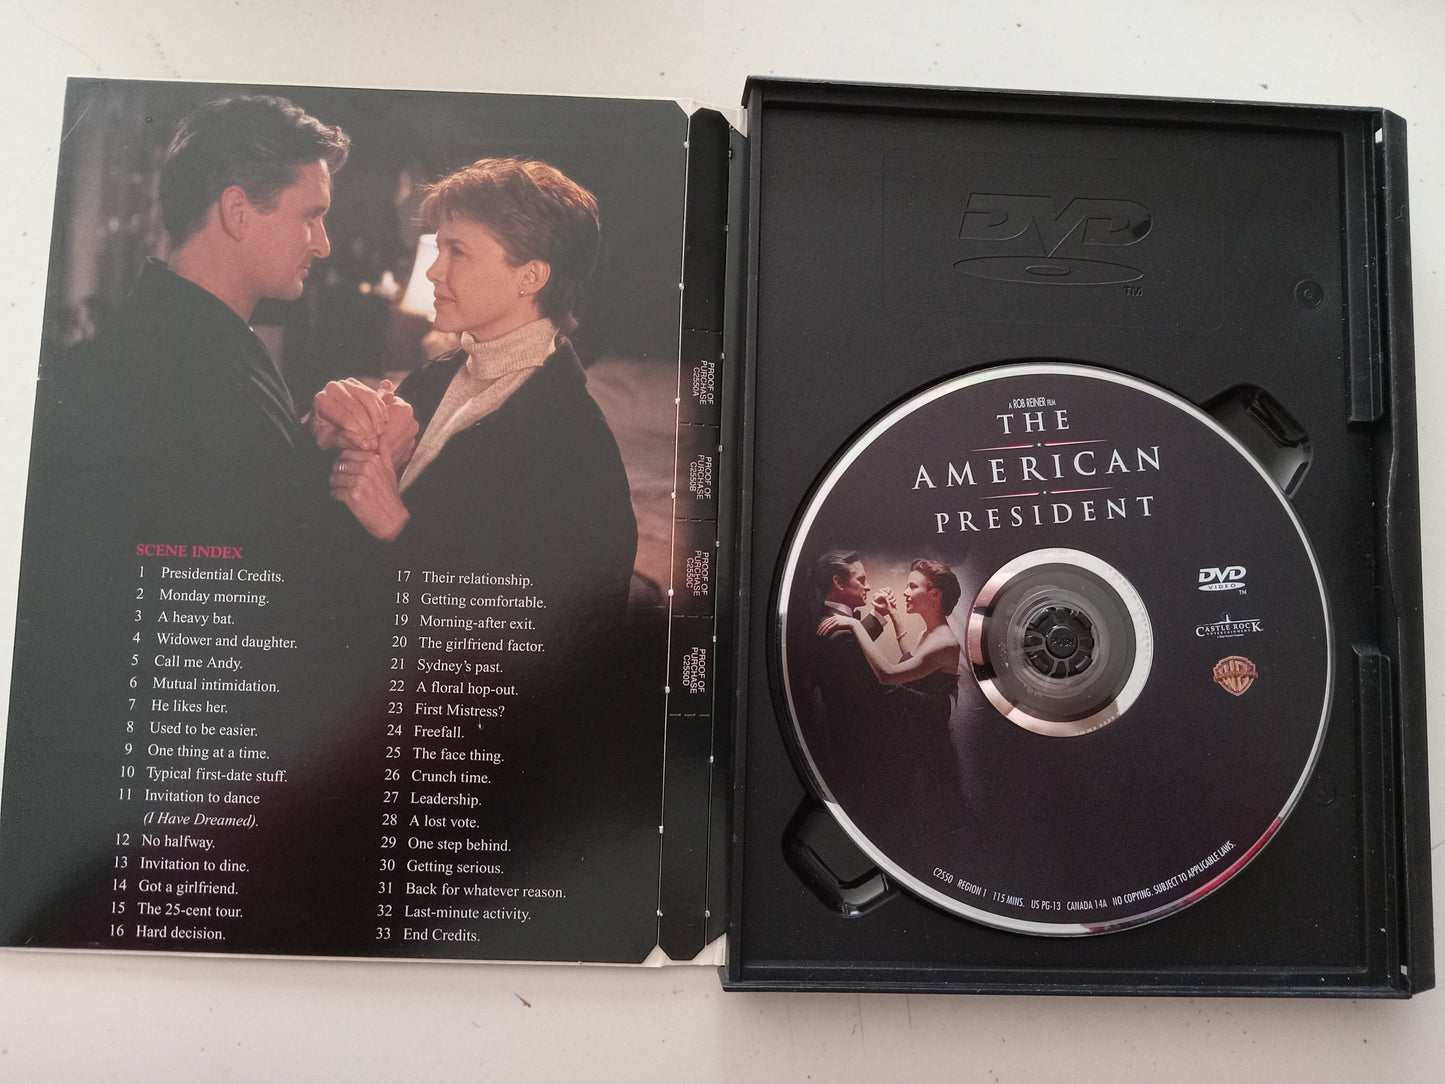 SCENE INDEX
1 Presidential Credits.
2 Monday morning.
3 A heavy bat.
4 Widower and daughter.
5 Call me Andy.
6 Mutual intimidation.
7 He likes her.
8 Used to be easier.
9 One thing at a time.
10 Typical first-date stuff.
11 Invitation to dance
(I Have Dreamed).
12 No halfway.
13 Invitation to dine.
14 Got a girlfriend.
15 The 25-cent tour.
16 Hard decision.
17 Their relationship.
18 Getting comfortable.
19 Morning-after exit.
20 The girlfriend factor.
21 Sydney's past.
22 A floral hop-out.
23 First Mistress?
24 Freefall.
25 The face thing.
26 Crunch time.
27 Leadership.
28 A lost vote.
29 One step behind.
30 Getting serious.
31 Back for whatever reason.
32 Last-minute activity.
33 End Credits.
PROOF OF
PURCHASE
C2550A
PROOF OF
PURCHASE
C2550B
PROOF OF
PURCHASE
C2550C
PROOF OF
PURCHASE
C2550D
DVD
TM
A ROB REINER FILM
THE
AMERICAN
PRESIDENT
DVD
VIDEO
TM
CASTLE ROCK
ENTERTAINMENT
PUSH
C2550 REGION 1 115 MINS. US PG-13 CANADA 14A NO COPYING. SUBJECT TO APPLICABLE LAWS.